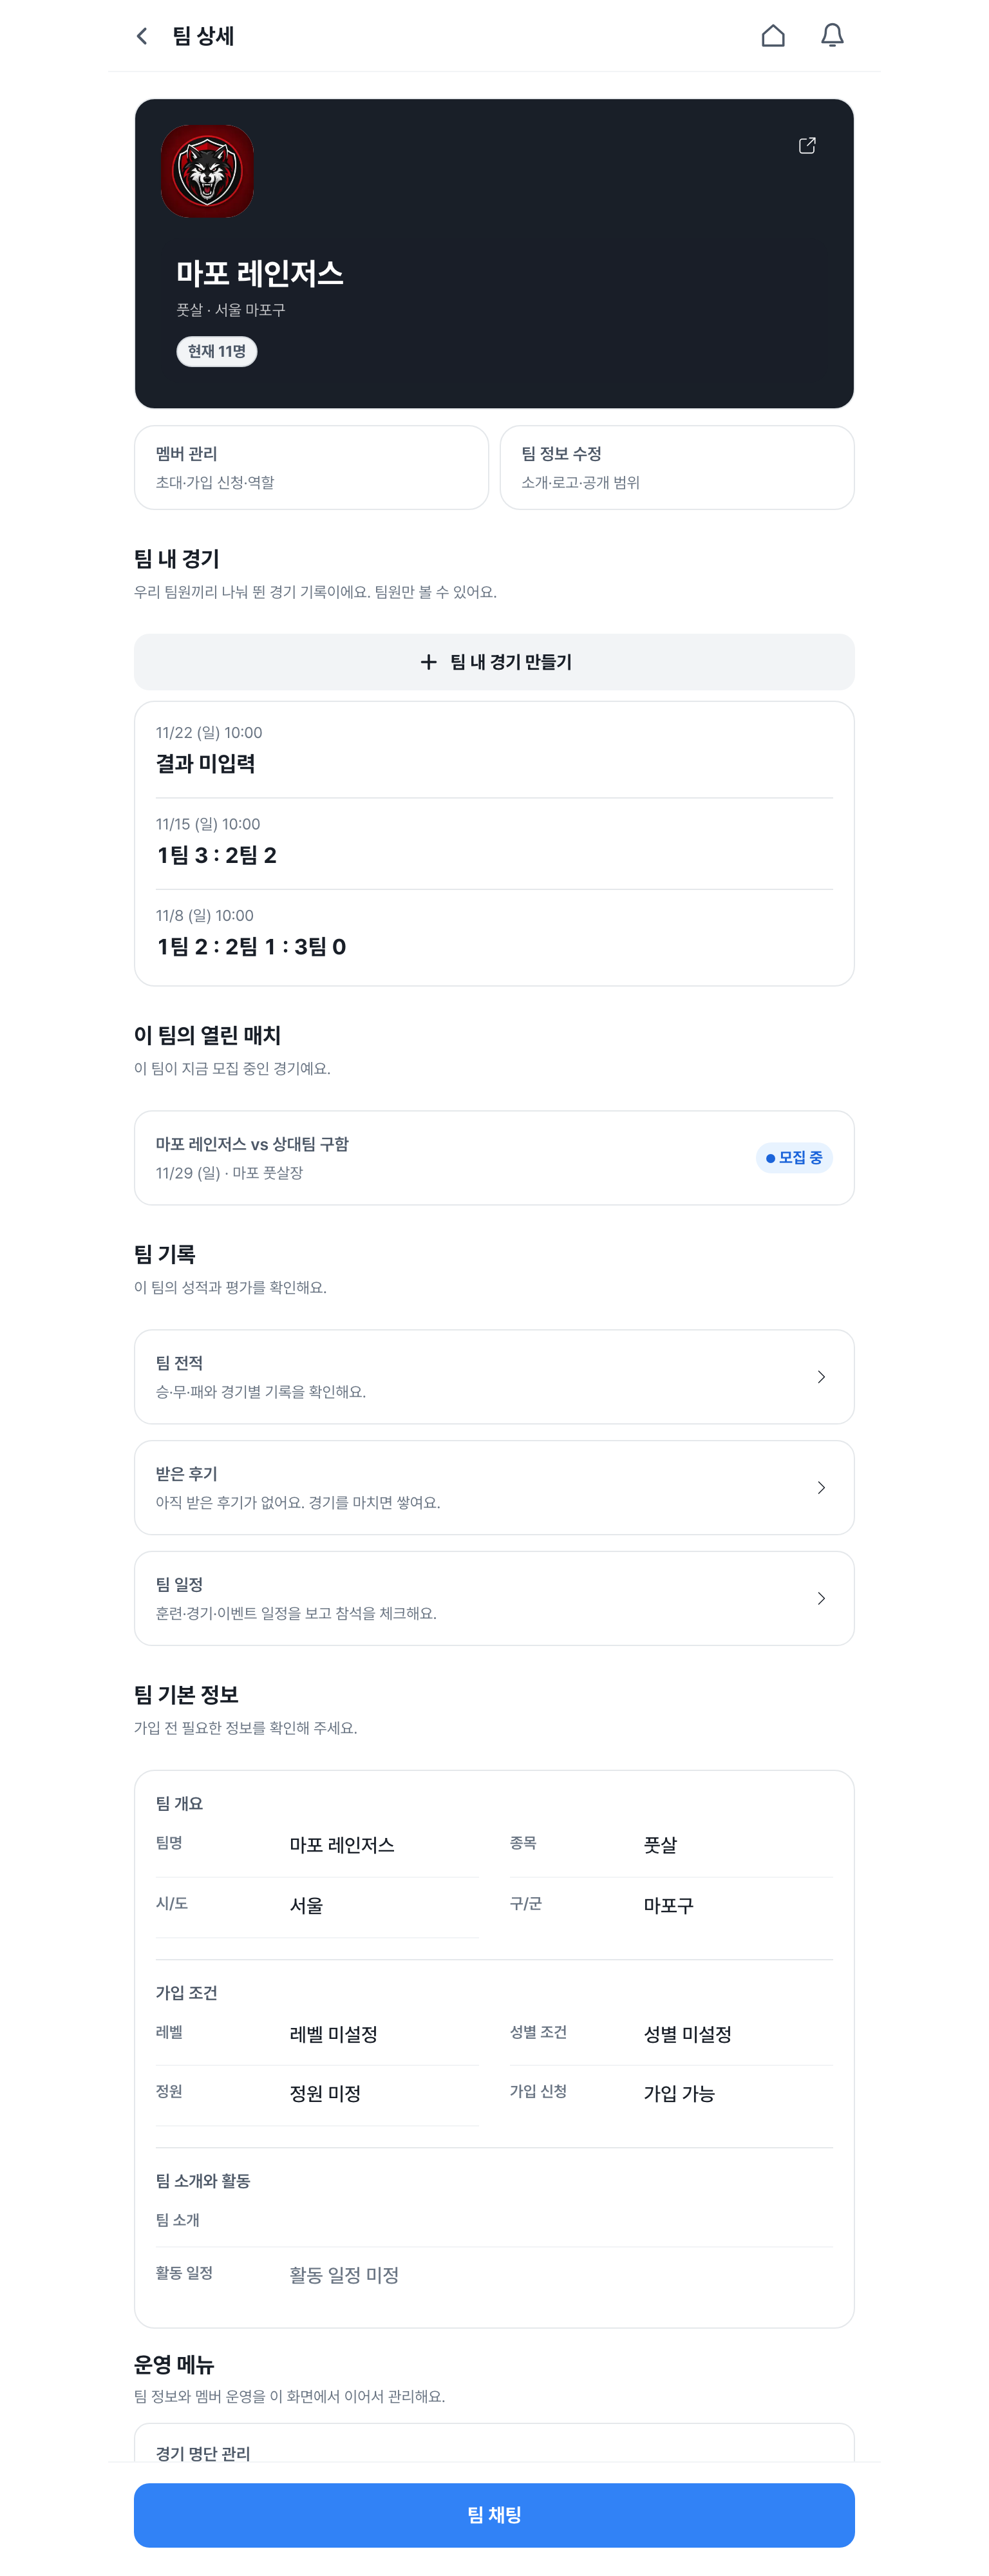 팀 상세
마포 레인저스
풋살 · 서울 마포구
현재 11명
멤버 관리
초대·가입 신청·역할
팀 정보 수정
소개·로고·공개 범위
팀 내 경기
우리 팀원끼리 나눠 뛴 경기 기록이에요. 팀원만 볼 수 있어요.
팀 내 경기 만들기
11/22 (일) 10:00
결과 미입력
11/15 (일) 10:00
1팀 3 : 2팀 2
11/8 (일) 10:00
1팀 2 : 2팀 1 : 3팀 0
이 팀의 열린 매치
이 팀이 지금 모집 중인 경기예요.
마포 레인저스 vs 상대팀 구함
11/29 (일) · 마포 풋살장
모집 중
팀 기록
이 팀의 성적과 평가를 확인해요.
팀 전적
승·무·패와 경기별 기록을 확인해요.
받은 후기
아직 받은 후기가 없어요. 경기를 마치면 쌓여요.
팀 일정
훈련·경기·이벤트 일정을 보고 참석을 체크해요.
팀 기본 정보
가입 전 필요한 정보를 확인해 주세요.
팀 개요
팀명 마포 레인저스 종목 풋살
시/도 서울 구/군 마포구
가입 조건
레벨 레벨 미설정 성별 조건 성별 미설정
정원 정원 미정 가입 신청 가입 가능
팀 소개와 활동
팀 소개
활동 일정 활동 일정 미정
운영 메뉴
팀 정보와 멤버 운영을 이 화면에서 이어서 관리해요.
경기 명단 관리
팀 채팅